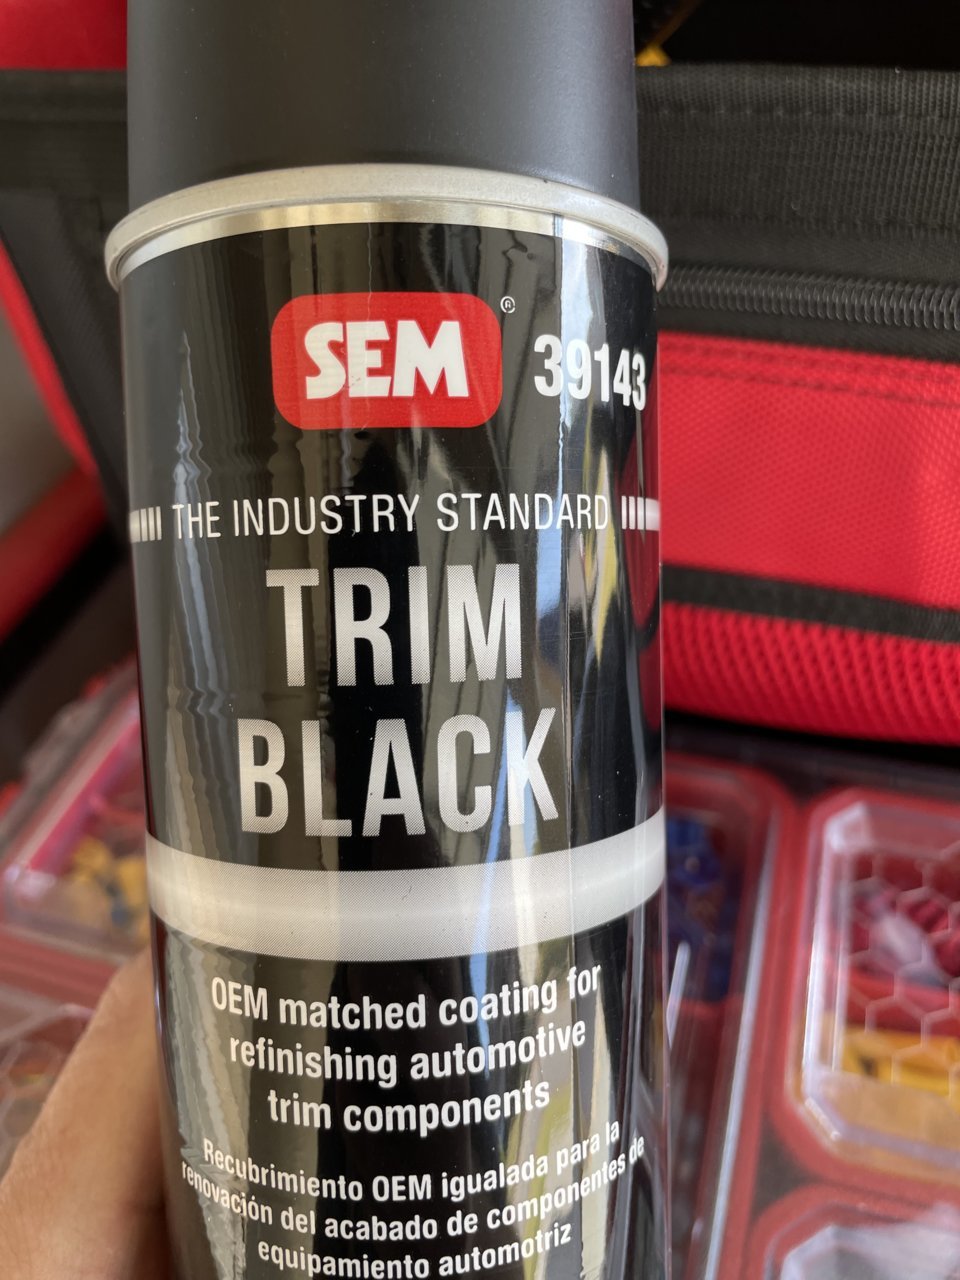 SEM®
39143
THE INDUSTRY STANDARD
TRIM
BLACK
OEM matched coating for
refinishing automotive
trim components
Recubrimiento OEM igualada para la
renovación del acabado de componentes de
equipamiento automotriz